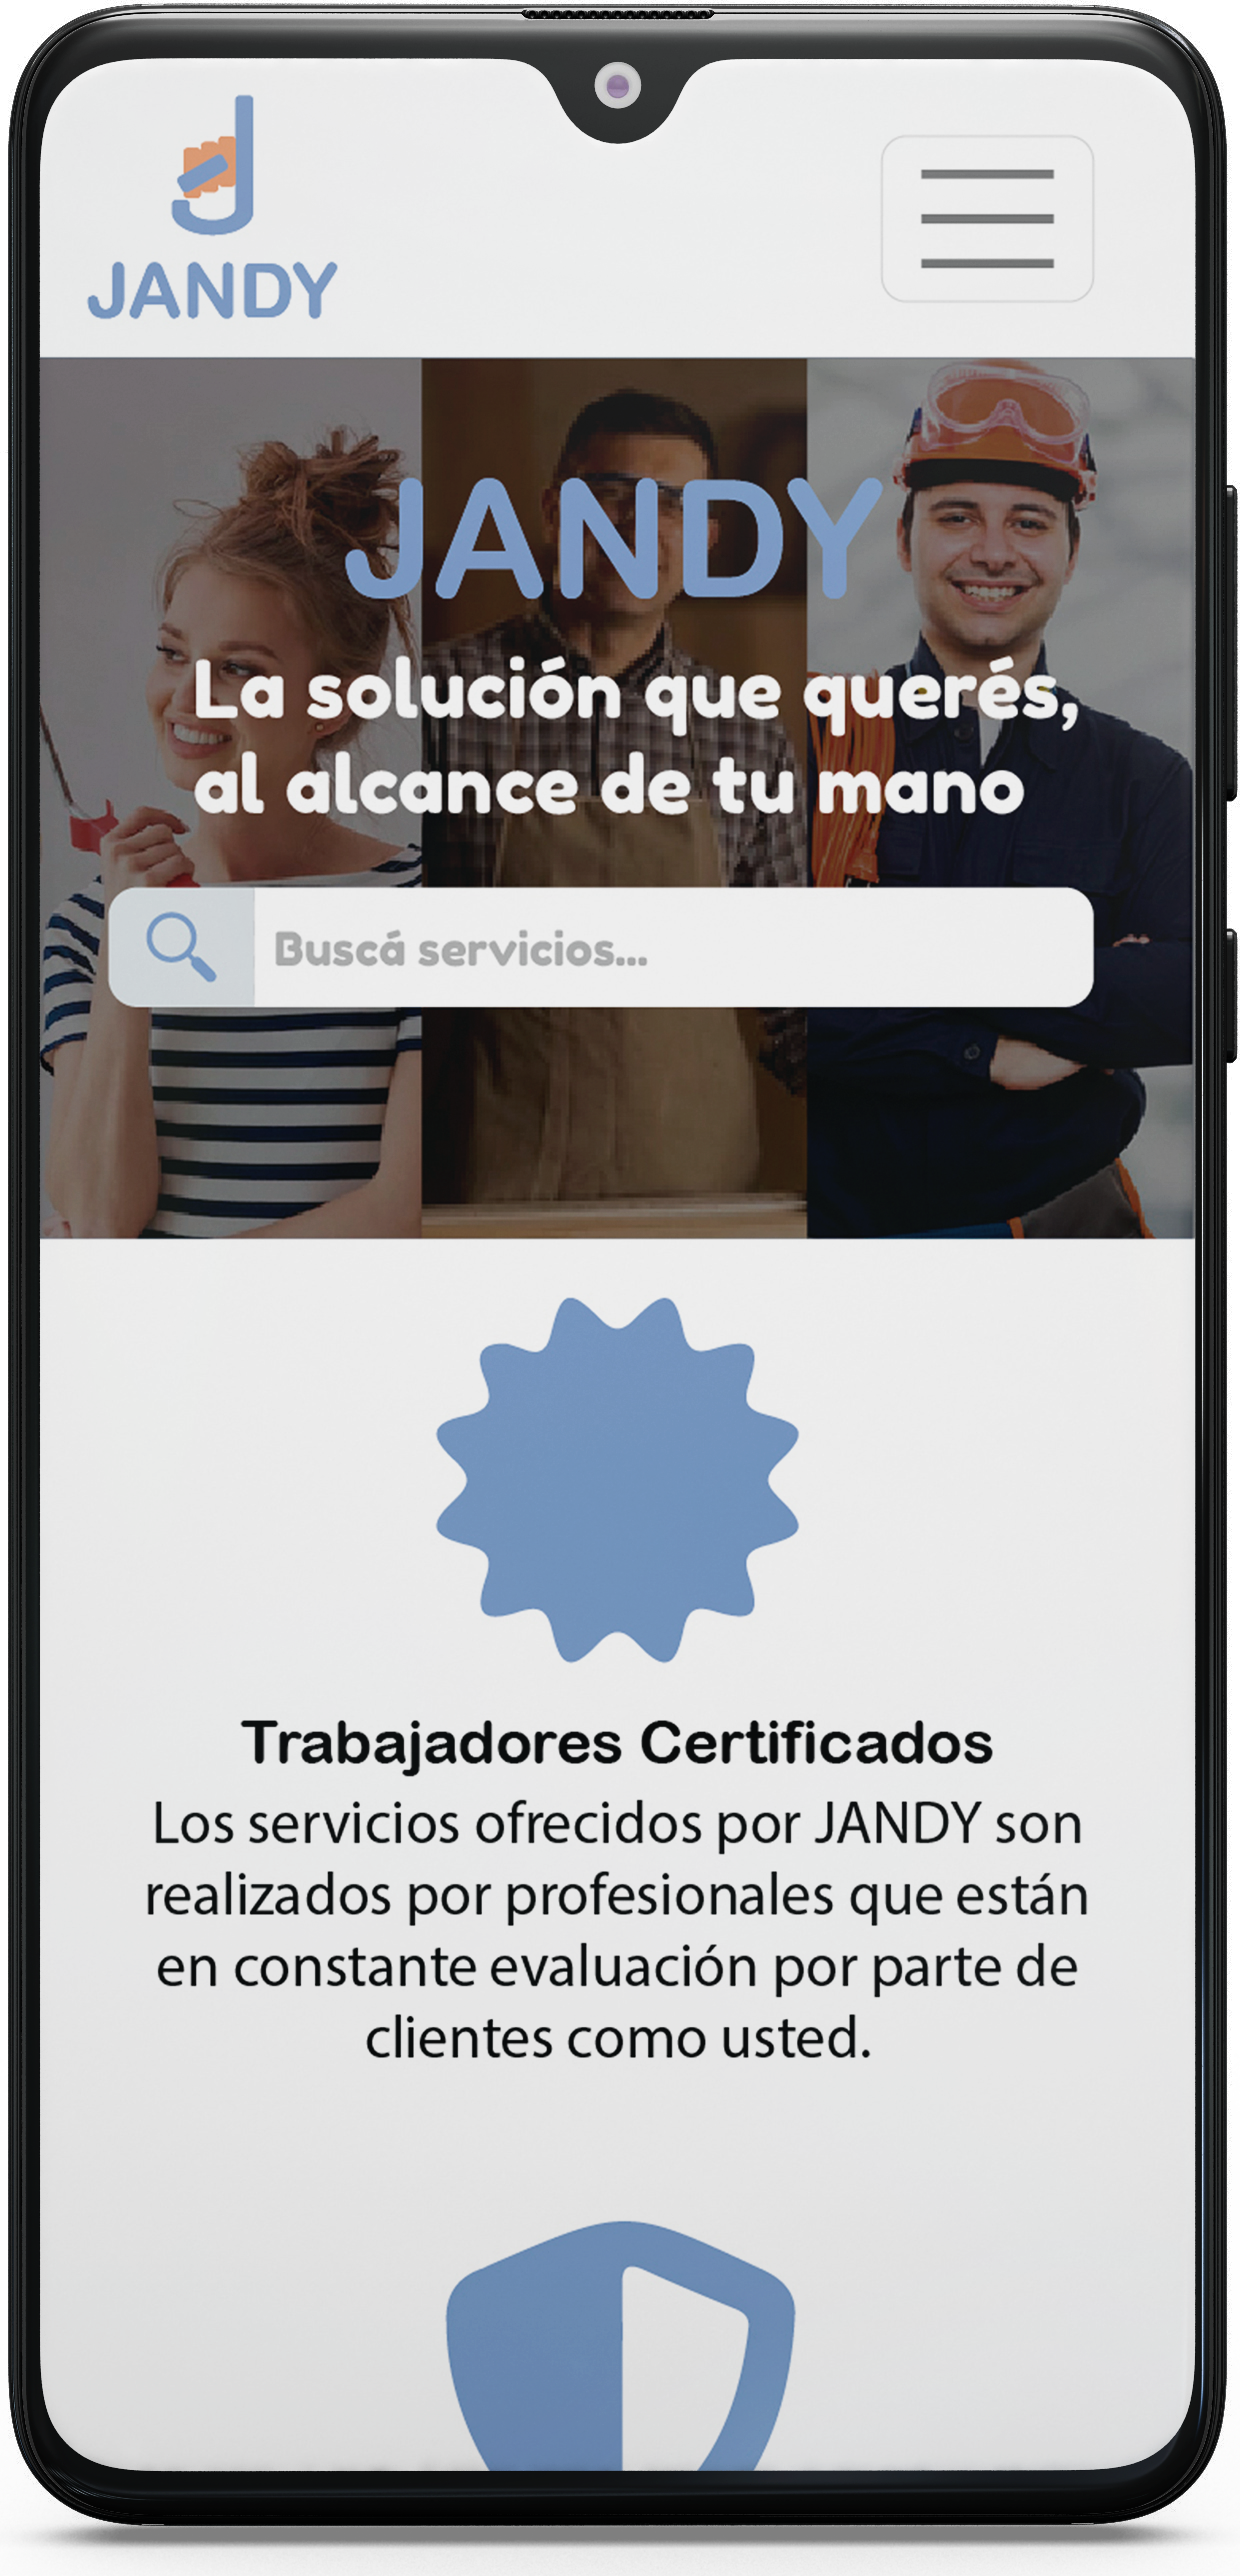 JANDY
JANDY
La solución que querés,
al alcance de tu mano
Buscá servicios...
Trabajadores Certificados
Los servicios ofrecidos por JANDY son
realizados por profesionales que están
en constante evaluación por parte de
clientes como usted.